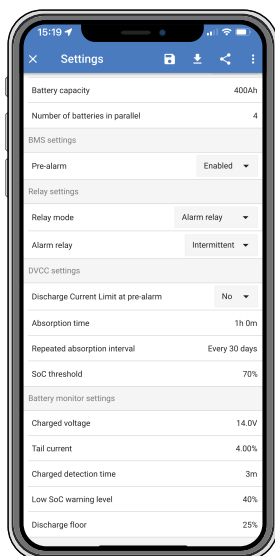 15:19
Settings
Battery capacity 400Ah
Number of batteries in parallel 4
BMS settings
Pre-alarm Enabled
Relay settings
Relay mode Alarm relay
Alarm relay Intermittent
DVCC settings
Discharge Current Limit at pre-alarm No
Absorption time 1h 0m
Repeated absorption interval Every 30 days
SoC threshold 70%
Battery monitor settings
Charged voltage 14.0V
Tail current 4.00%
Charged detection time 3m
Low SoC warning level 40%
Discharge floor 25%